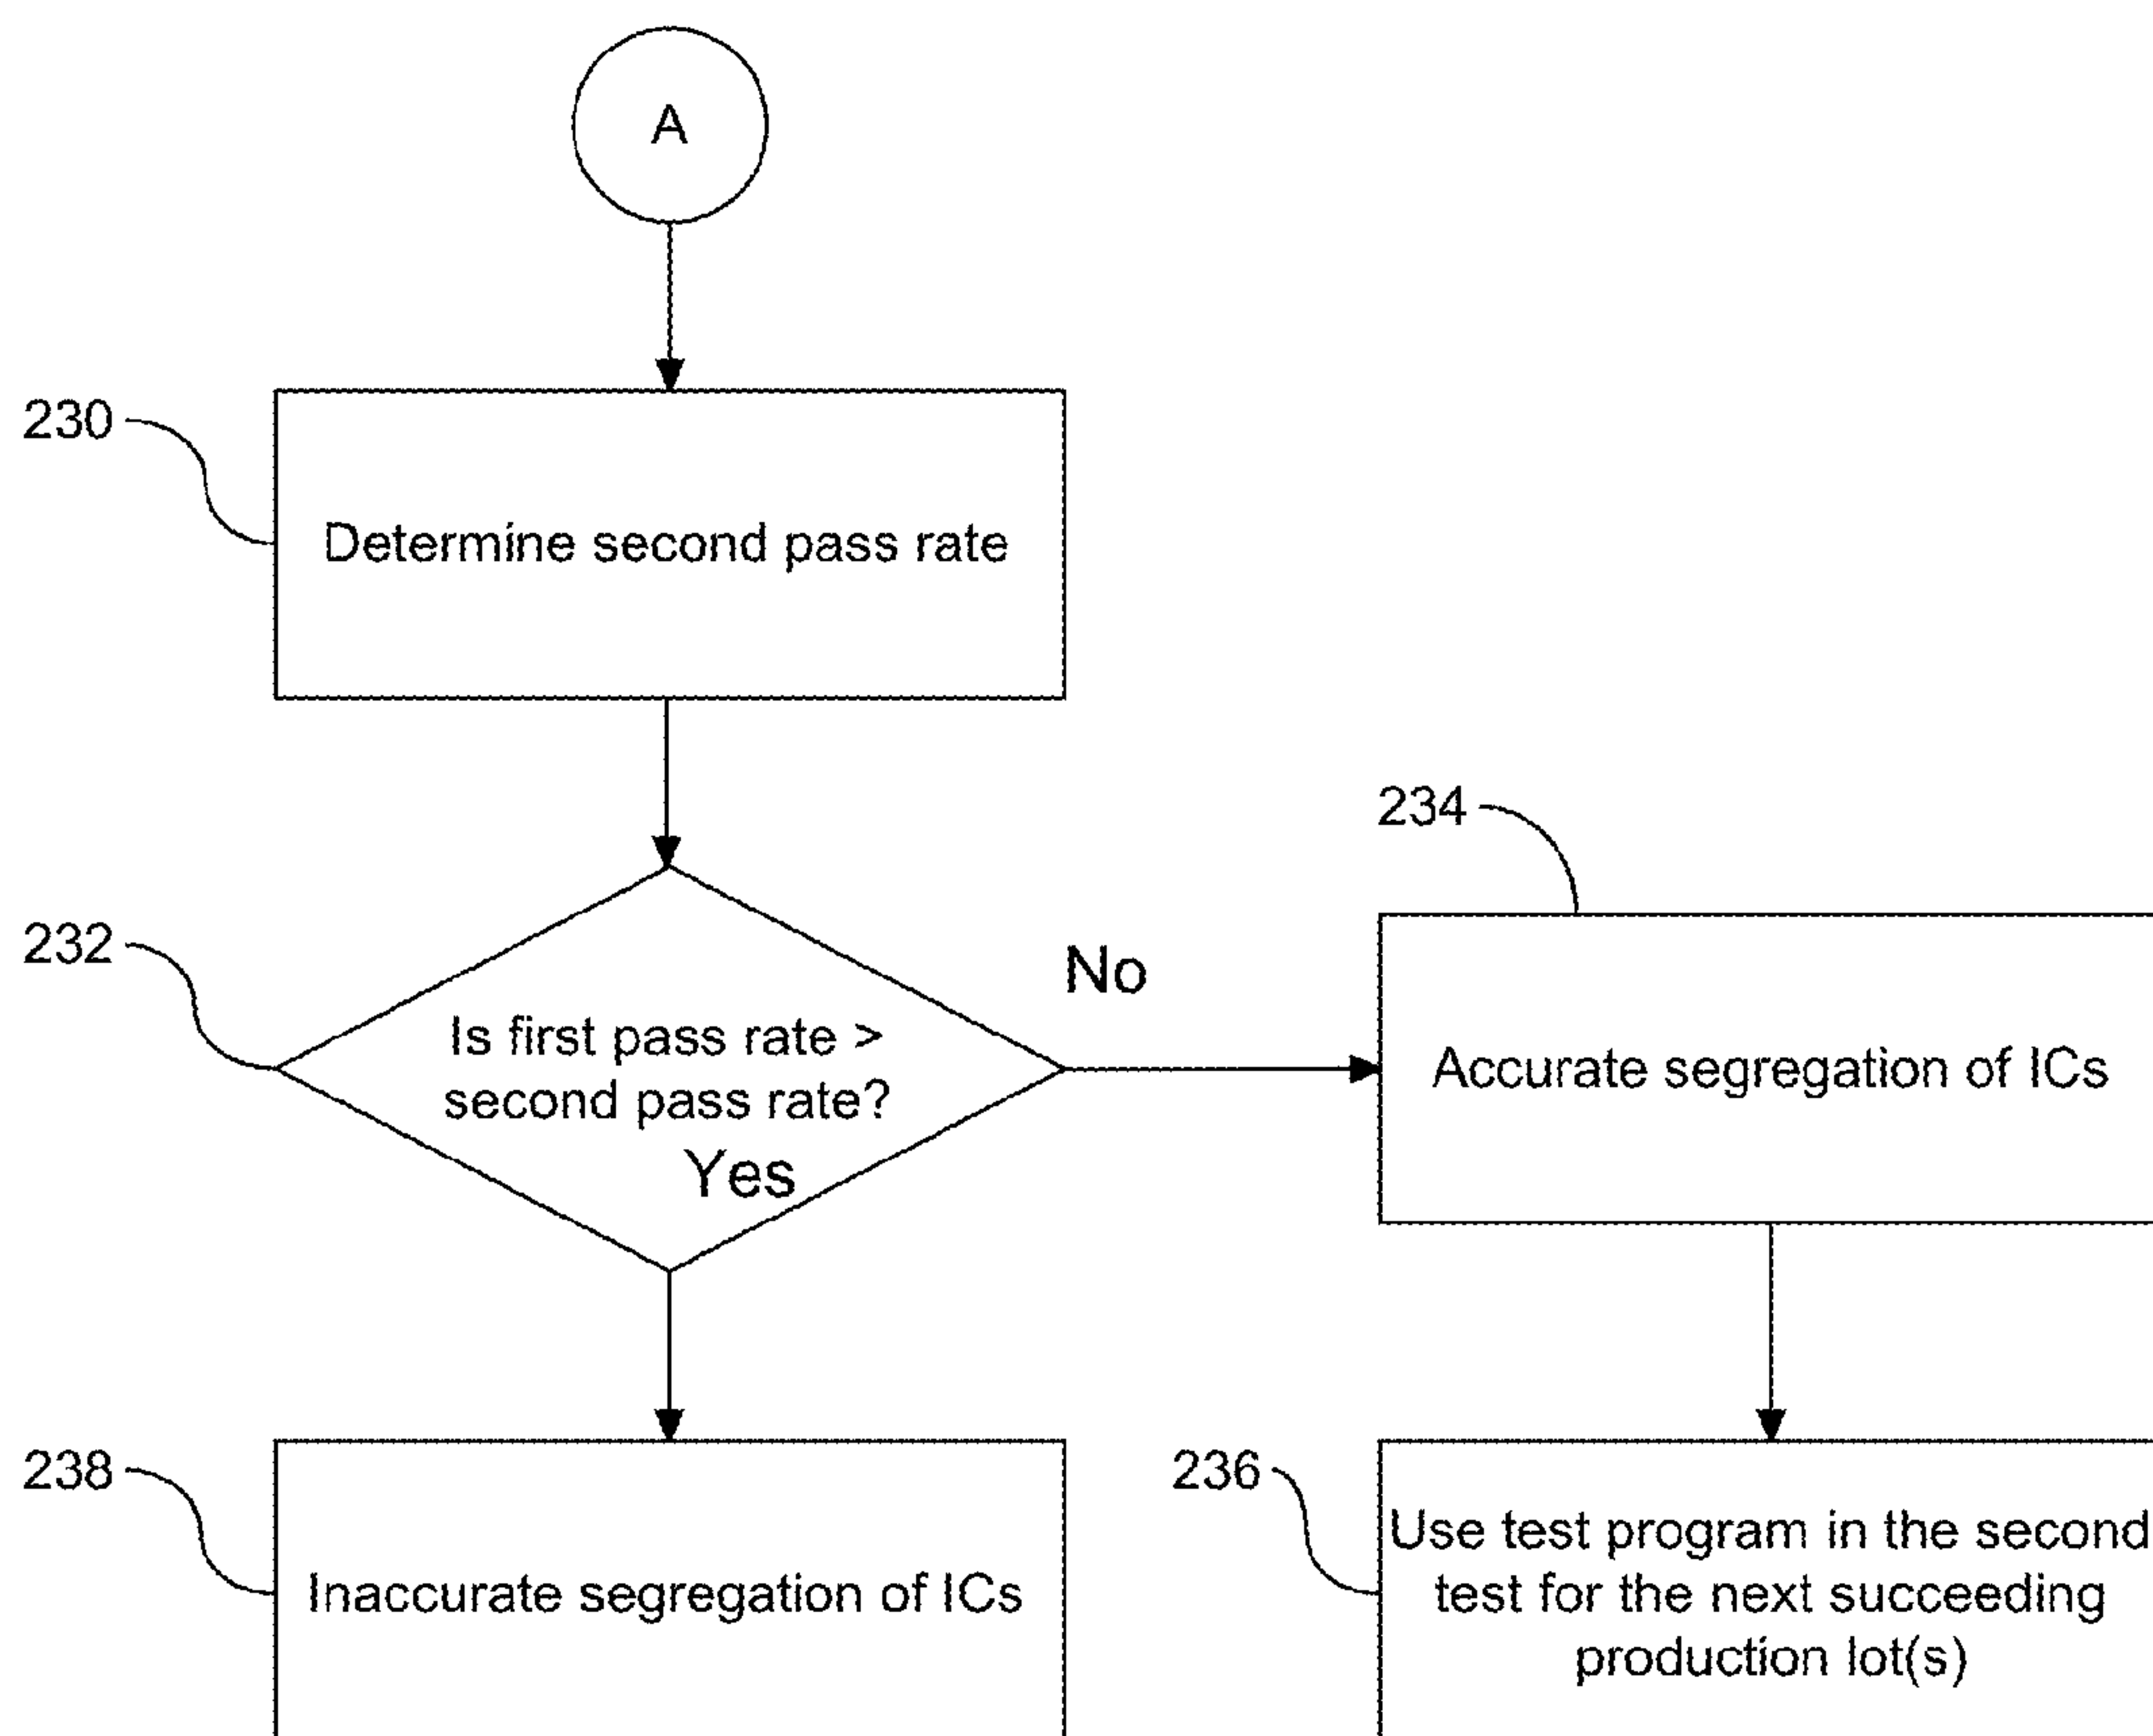 A
230
Determine second pass rate
234
232
No
Is first pass rate >
second pass rate?
Yes
Accurate segregation of ICs
238
Inaccurate segregation of ICs
236
Use test program in the second
test for the next succeeding
production lot(s)